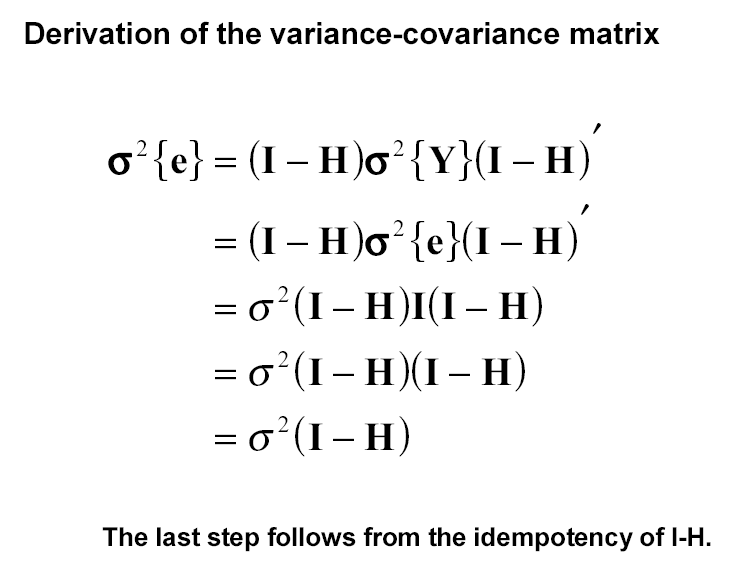 Derivation of the variance-covariance matrix
σ²{e} = (I – H)σ²{Y}(I – H)′
= (I – H)σ²{e}(I – H)′
= σ²(I – H)I(I – H)
= σ²(I – H)(I – H)
= σ²(I – H)
The last step follows from the idempotency of I-H.